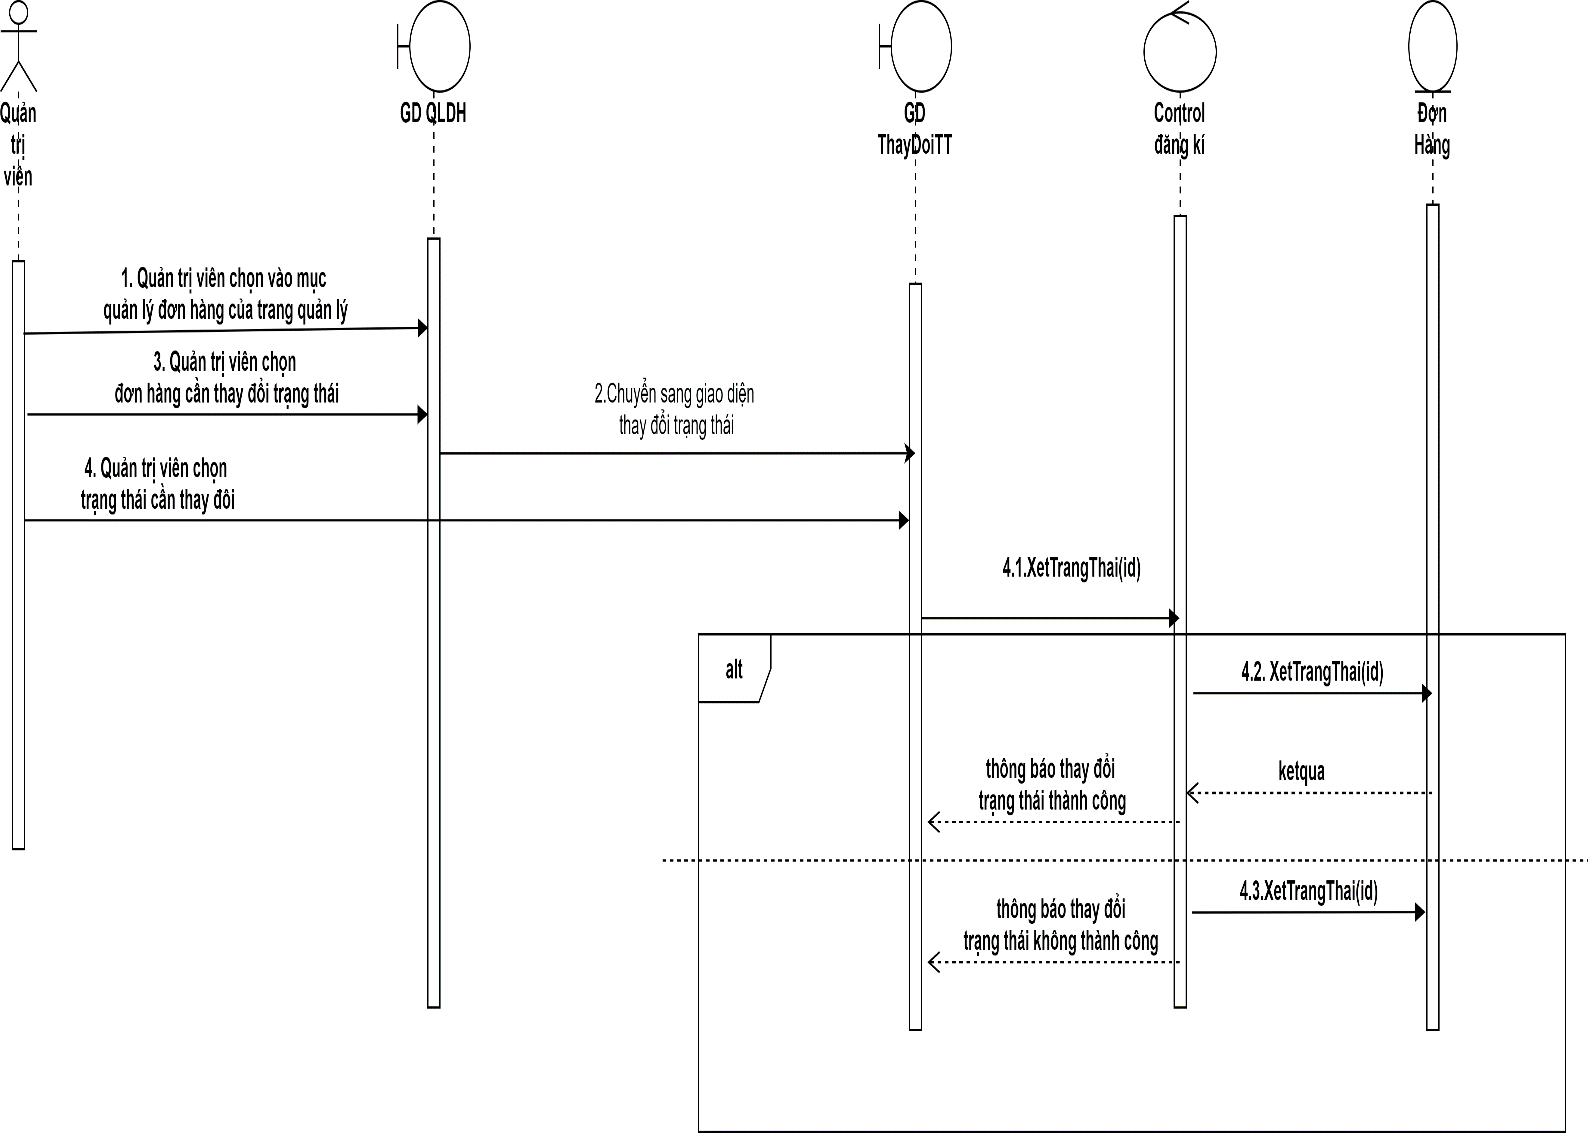 Quản
trị
viên
GD QLDH
GD
ThayDoiTT
Control
đăng kí
Đợn
Hàng
1. Quản trị viên chọn vào mục
quản lý đơn hàng của trang quản lý
3. Quản trị viên chọn
đơn hàng cần thay đổi trạng thái
2.Chuyển sang giao diện
thay đổi trạng thái
4. Quản trị viên chọn
trạng thái cần thay đôi
4.1.XetTrangThai(id)
alt
4.2. XetTrangThai(id)
thông báo thay đổi
trạng thái thành công
ketqua
4.3.XetTrangThai(id)
thông báo thay đổi
trạng thái không thành công